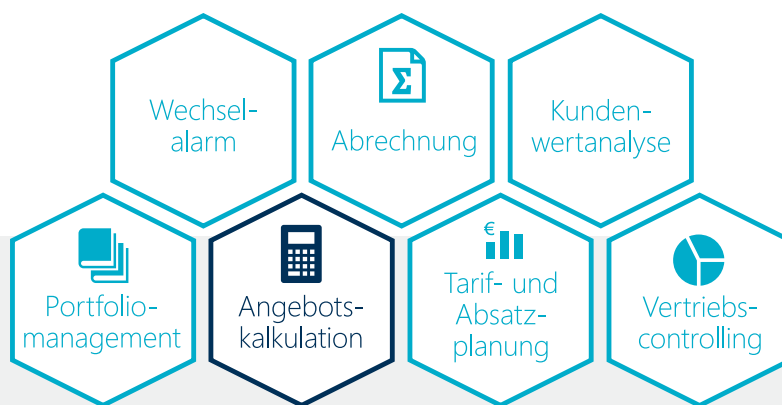 Wechsel-
alarm
Σ
Abrechnung
Kunden-
wertanalyse
Portfolio-
management
Angebots-
kalkulation
€
Tarif- und
Absatz-
planung
Vertriebs-
controlling